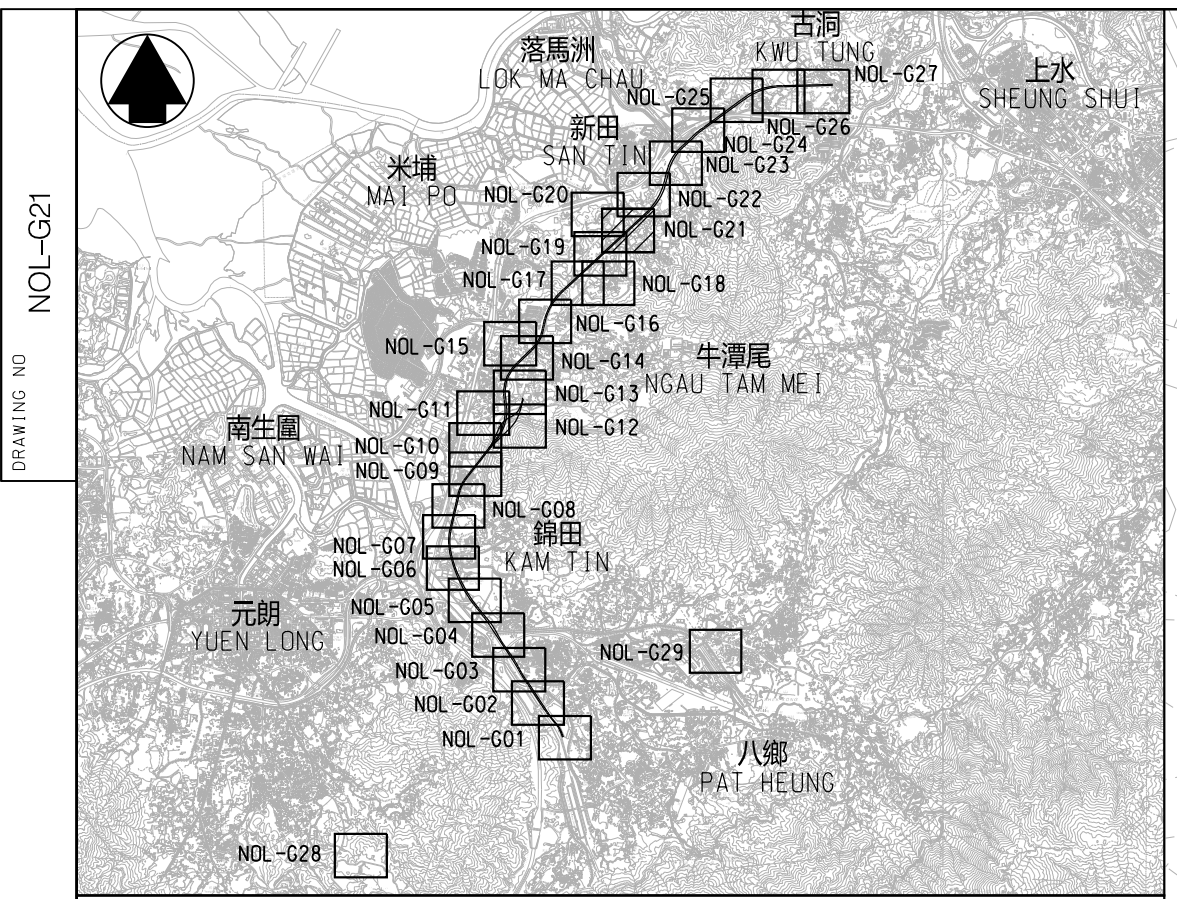 NOL-G21
DRAWING NO
古洞
KWU TUNG
落馬洲
LOK MA CHAU
上水
SHEUNG SHUI
NOL-G27
NOL-G25
NOL-G26
新田
SAN TIN
NOL-G24
NOL-G23
米埔
MAI PO
NOL-G20
NOL-G22
NOL-G21
NOL-G19
NOL-G17
NOL-G18
NOL-G16
NOL-G15
NOL-G14
牛潭尾
NGAU TAM MEI
NOL-G13
NOL-G11
NOL-G12
南生圍
NAM SAN WAI
NOL-G10
NOL-G09
NOL-G08
錦田
KAM TIN
NOL-G07
NOL-G06
元朗
YUEN LONG
NOL-G05
NOL-G04
NOL-G29
NOL-G03
NOL-G02
NOL-G01
八鄉
PAT HEUNG
NOL-G28